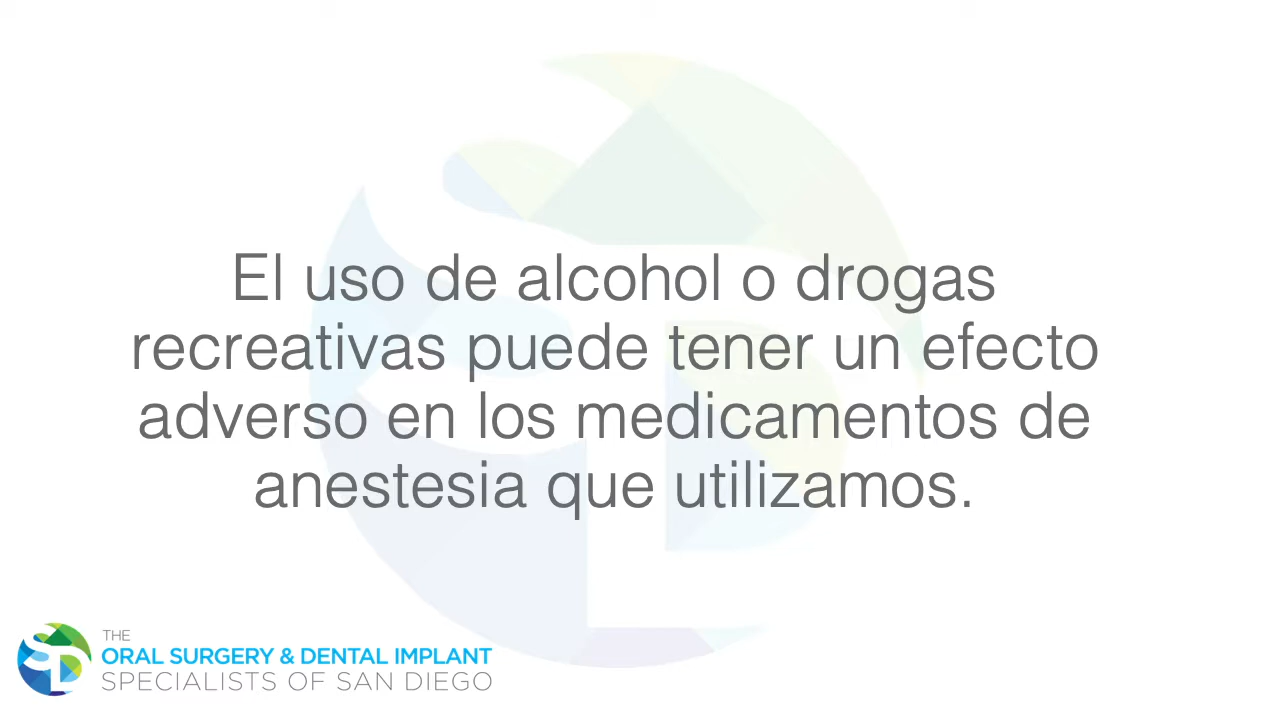 El uso de alcohol o drogas
recreativas puede tener un efecto
adverso en los medicamentos de
anestesia que utilizamos.
THE
ORAL SURGERY & DENTAL IMPLANT
SPECIALISTS OF SAN DIEGO